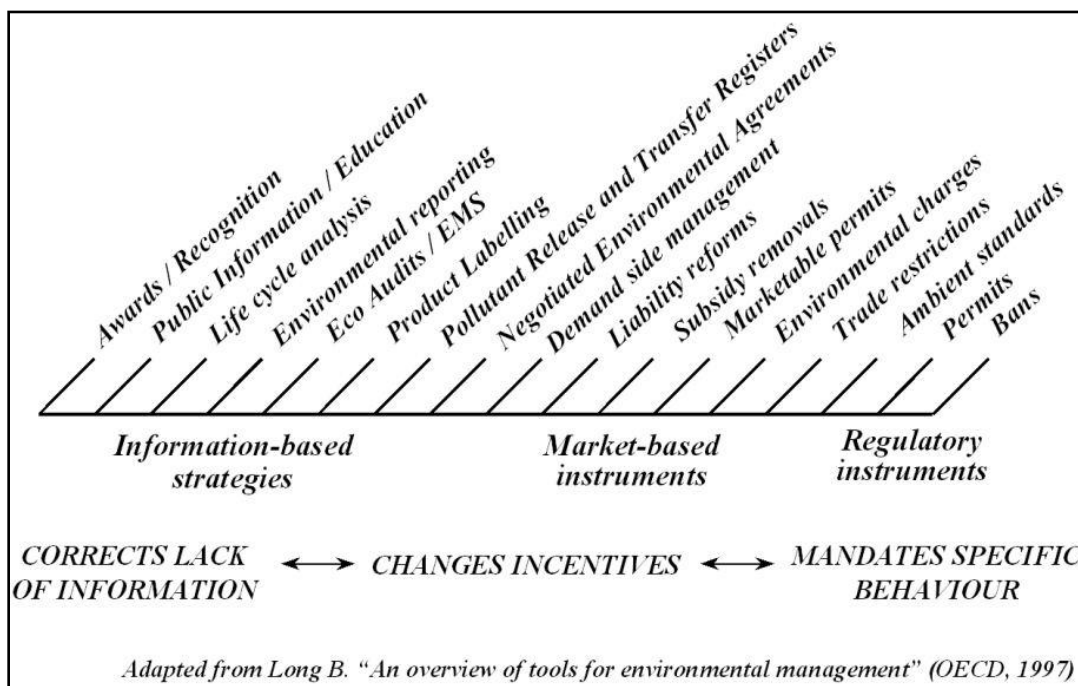 Awards / Recognition
Public Information / Education
Life cycle analysis
Environmental reporting
Eco Audits / EMS
Product Labelling
Pollutant Release and Transfer Registers
Negotiated Environmental Agreements
Demand side management
Liability reforms
Subsidy removals
Marketable permits
Environmental charges
Trade restrictions
Ambient standards
Permits
Bans
Information-based
strategies
Market-based
instruments
Regulatory
instruments
CORRECTS LACK
OF INFORMATION
CHANGES INCENTIVES
MANDATES SPECIFIC
BEHAVIOUR
Adapted from Long B. “An overview of tools for environmental management” (OECD, 1997)